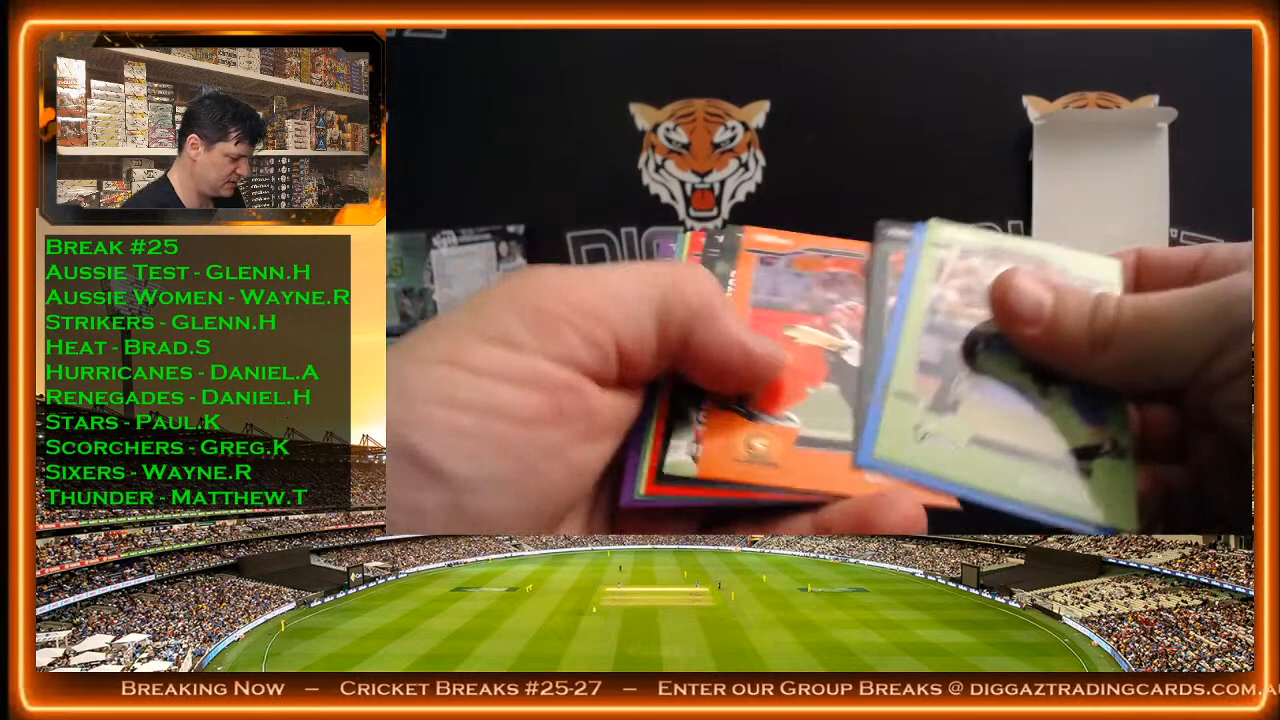 Break #25
Aussie Test - Glenn.H
Aussie Women - Wayne.R
Strikers - Glenn.H
Heat - Brad.S
Hurricanes - Daniel.A
Renegades - Daniel.H
Stars - Paul.K
Scorchers - Greg.K
Sixers - Wayne.R
Thunder - Matthew.T
Breaking Now – Cricket Breaks #25-27 – Enter our Group Breaks @ diggaztradingcards.com.a